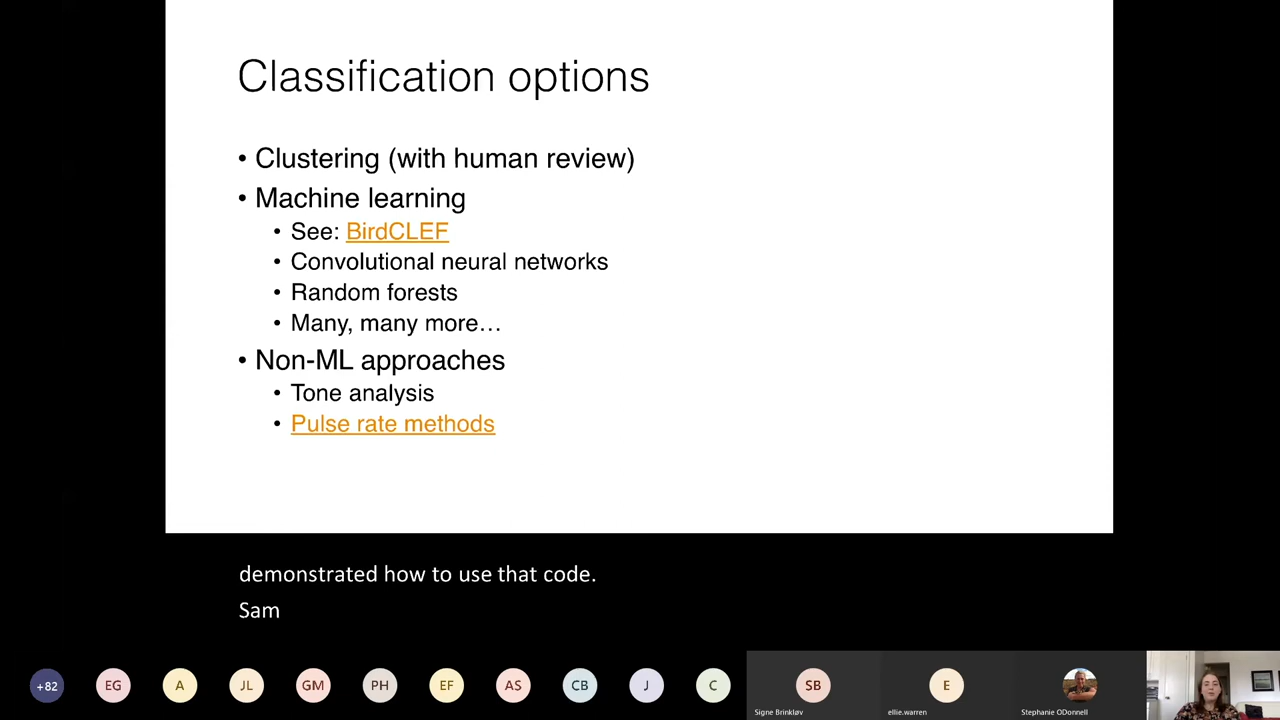 Classification options
• Clustering (with human review)
• Machine learning
• See: BirdCLEF
• Convolutional neural networks
• Random forests
• Many, many more…
• Non-ML approaches
• Tone analysis
• Pulse rate methods
demonstrated how to use that code.
Sam
+82 EG A JL GM PH EF AS CB J C SB E
Signe Brinkløv ellie.warren Stephanie ODonnell